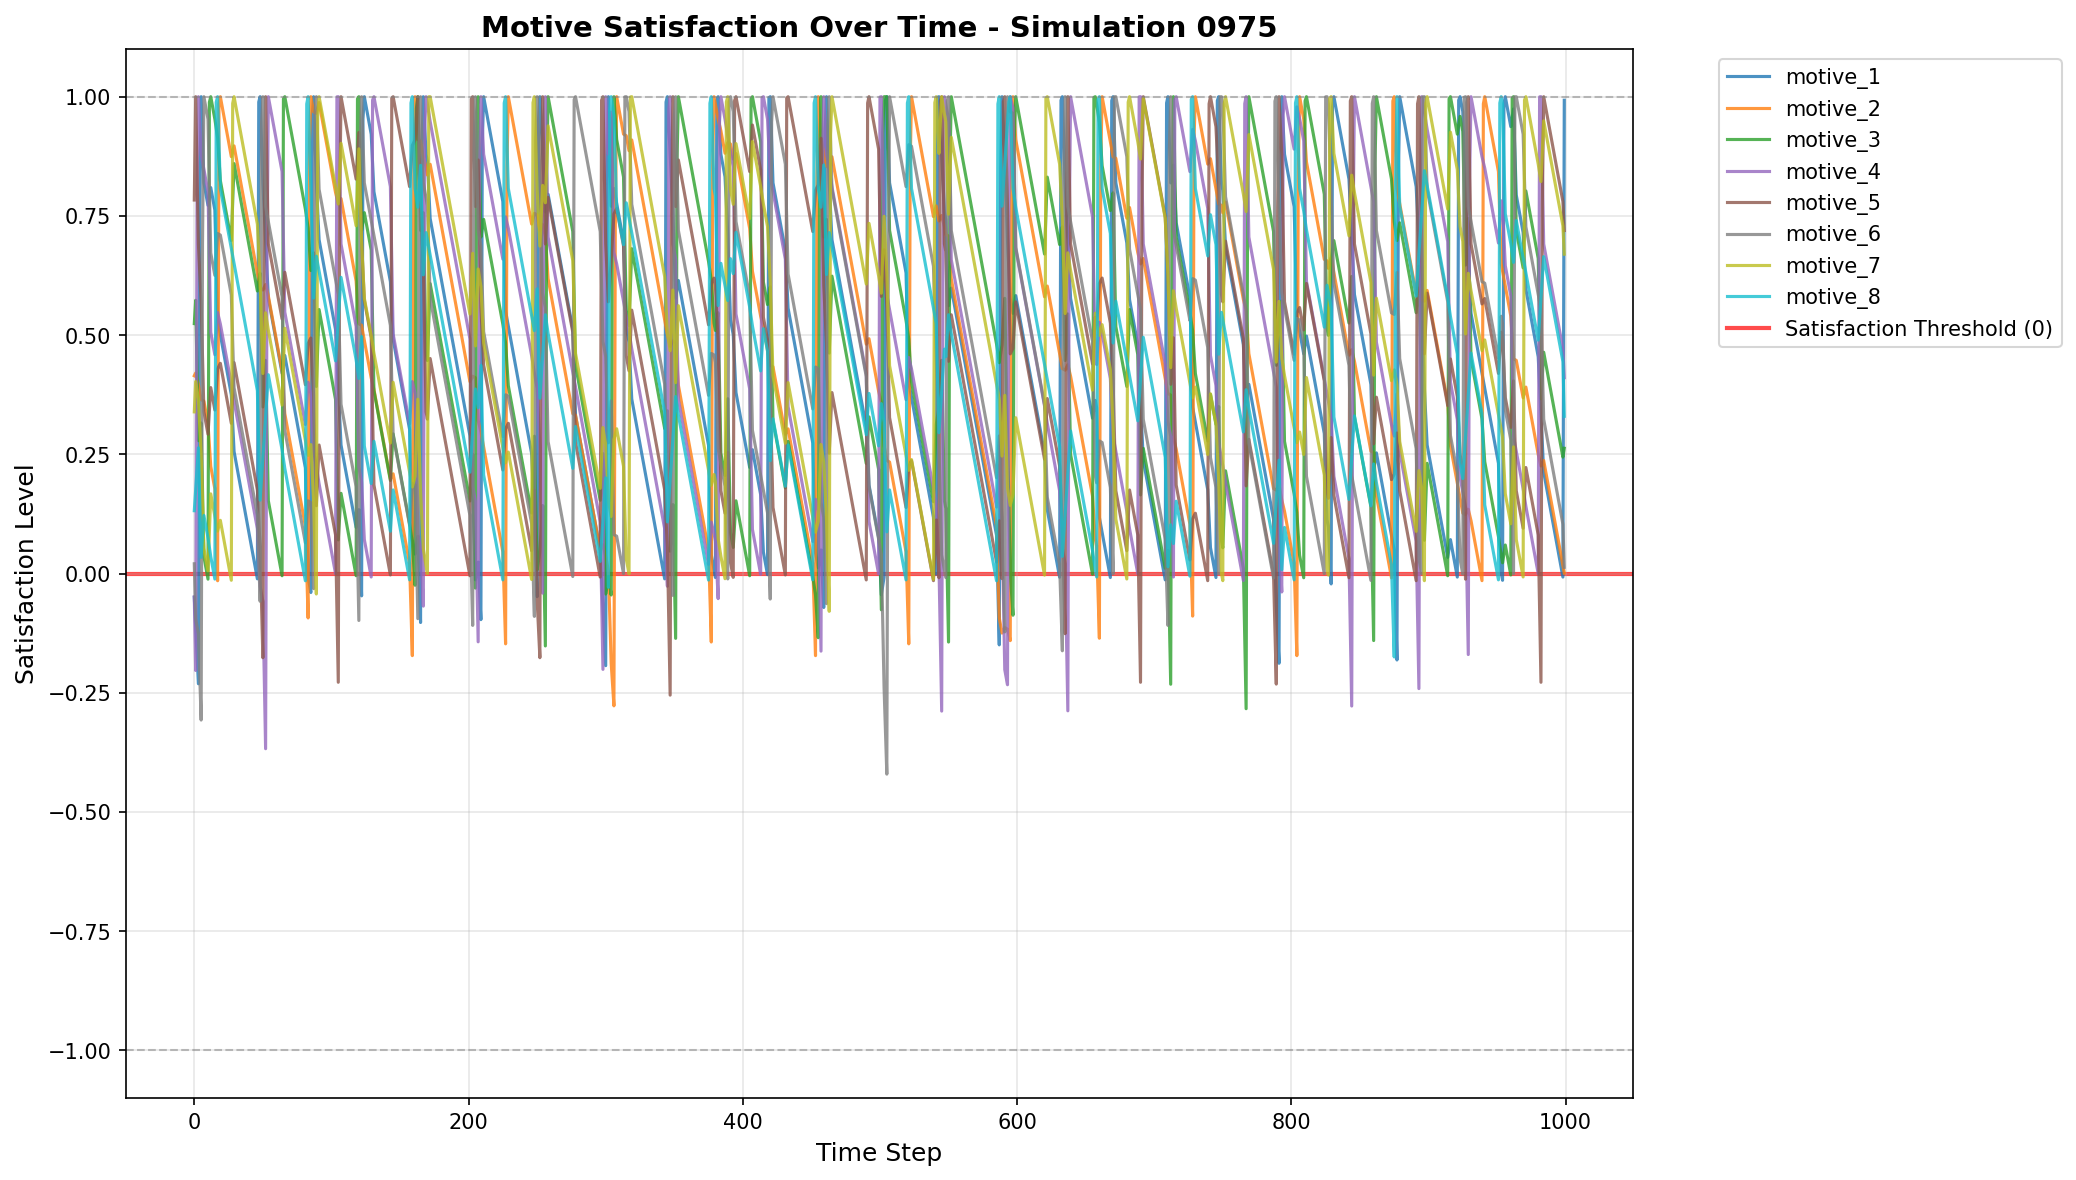 Motive Satisfaction Over Time - Simulation 0975
1.00
0.75
0.50
0.25
0.00
−0.25
−0.50
−0.75
−1.00
Satisfaction Level
0
200
400
600
800
1000
Time Step
motive_1
motive_2
motive_3
motive_4
motive_5
motive_6
motive_7
motive_8
Satisfaction Threshold (0)